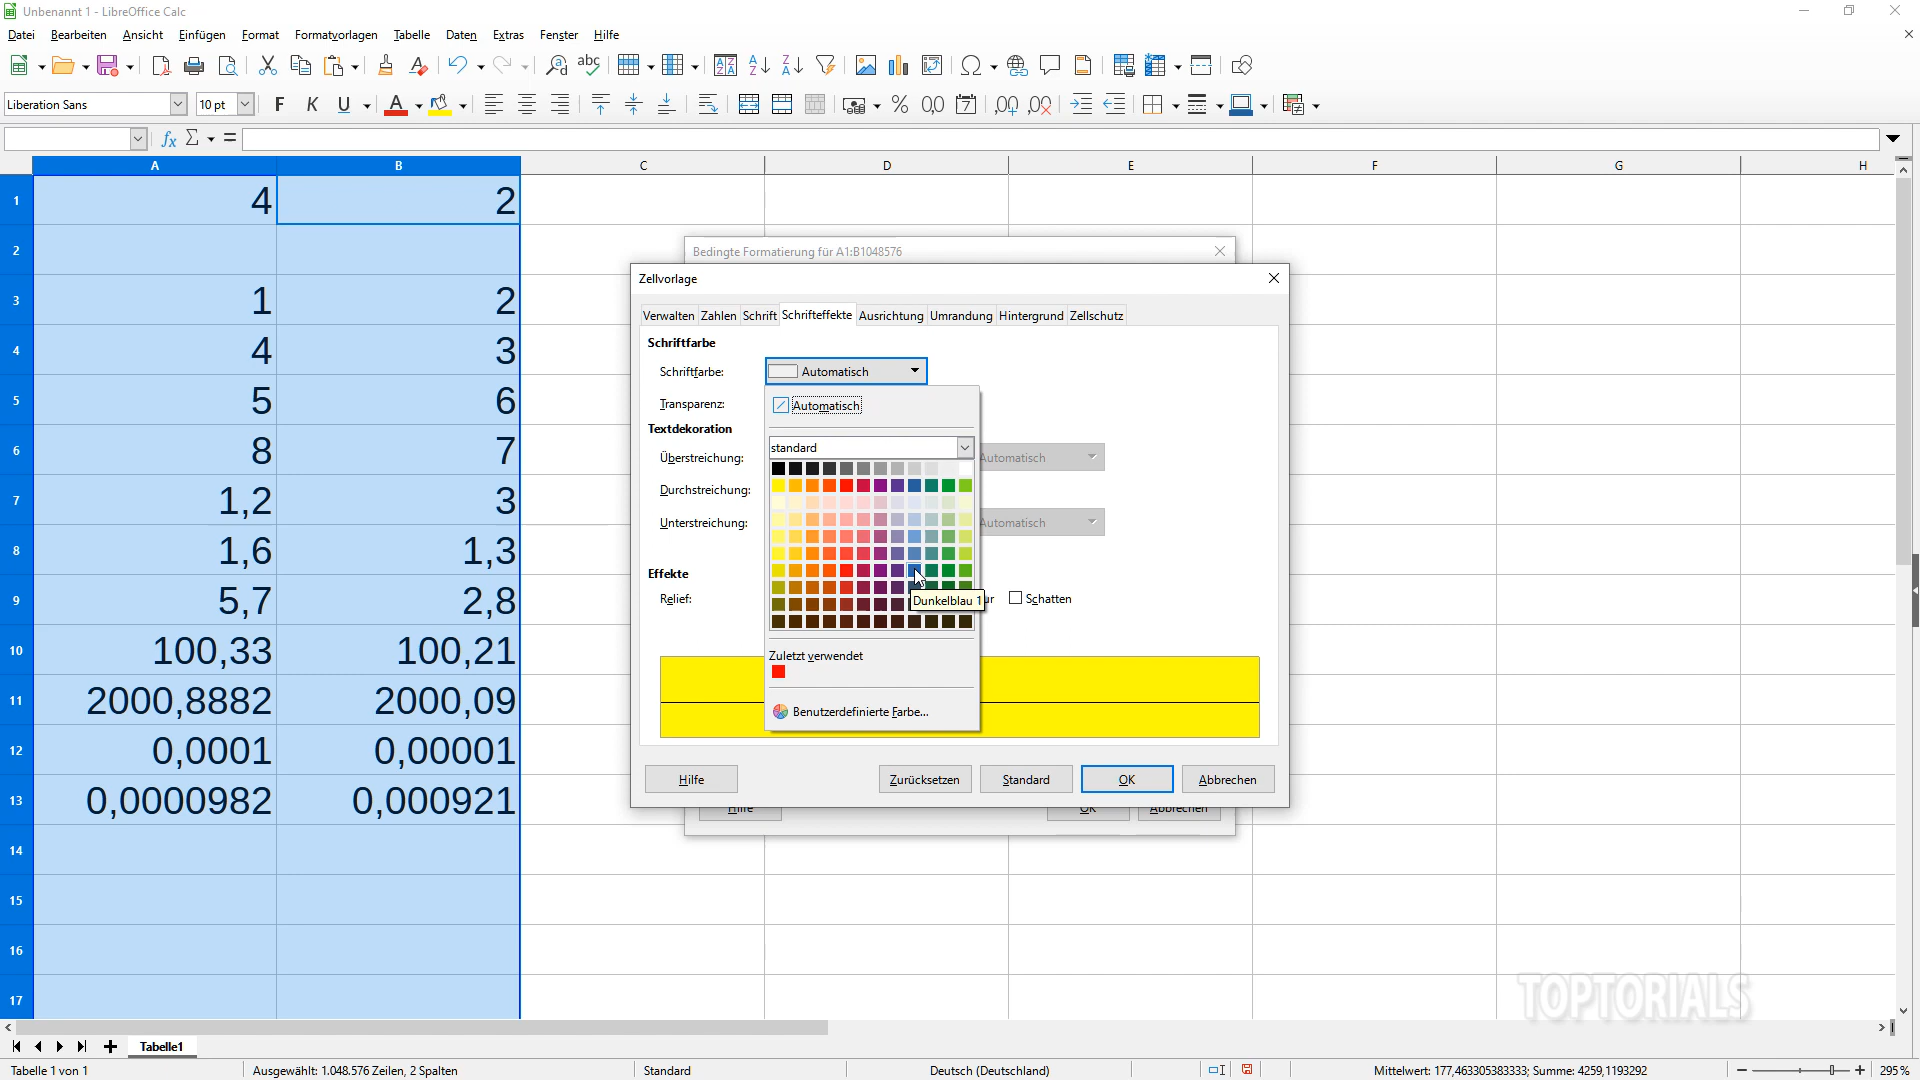 Unbenannt 1 - LibreOffice Calc
Datei Bearbeiten Ansicht Einfügen Format Formatvorlagen Tabelle Daten Extras Fenster Hilfe
Liberation Sans 10 pt F K U A
fx Σ =
A B C D E F G H
1 4 2
2
3 1 2
4 4 3
5 5 6
6 8 7
7 1,2 3
8 1,6 1,3
9 5,7 2,8
10 100,33 100,21
11 2000,8882 2000,09
12 0,0001 0,00001
13 0,0000982 0,000921
14
15
16
17
Bedingte Formatierung für A1:B1048576
Zellvorlage
Verwalten Zahlen Schrift Schrifteffekte Ausrichtung Umrandung Hintergrund Zellschutz
Schriftfarbe
Schriftfarbe: Automatisch
Transparenz: Automatisch
Textdekoration
standard
Überstreichung: Automatisch
Durchstreichung:
Unterstreichung: Automatisch
Effekte
Relief: Dunkelblau 1 ur Schatten
Zuletzt verwendet
Benutzerdefinierte Farbe...
Hilfe Zurücksetzen Standard OK Abbrechen
Hilfe OK Abbrechen
TOPTORIALS
Tabelle1
Tabelle 1 von 1 Ausgewählt: 1.048.576 Zeilen, 2 Spalten Standard Deutsch (Deutschland) Mittelwert: 177,463305383333; Summe: 4259,1193292 295%